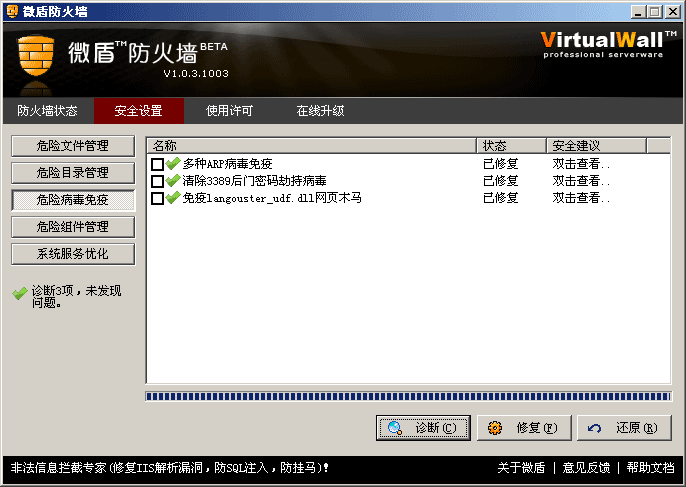 微盾防火墙
微盾™防火墙BETA
V1.0.3.1003
VirtualWall™
professional serverware
防火墙状态 安全设置 使用许可 在线升级
危险文件管理
危险目录管理
危险病毒免疫
危险组件管理
系统服务优化
诊断3项，未发现
问题。
名称 状态 安全建议
多种ARP病毒免疫 已修复 双击查看..
清除3389后门密码劫持病毒 已修复 双击查看..
免疫langouster_udf.dll网页木马 已修复 双击查看..
诊断(C) 修复(F) 还原(R)
非法信息拦截专家(修复IIS解析漏洞，防SQL注入，防挂马)! 关于微盾 | 意见反馈 | 帮助文档